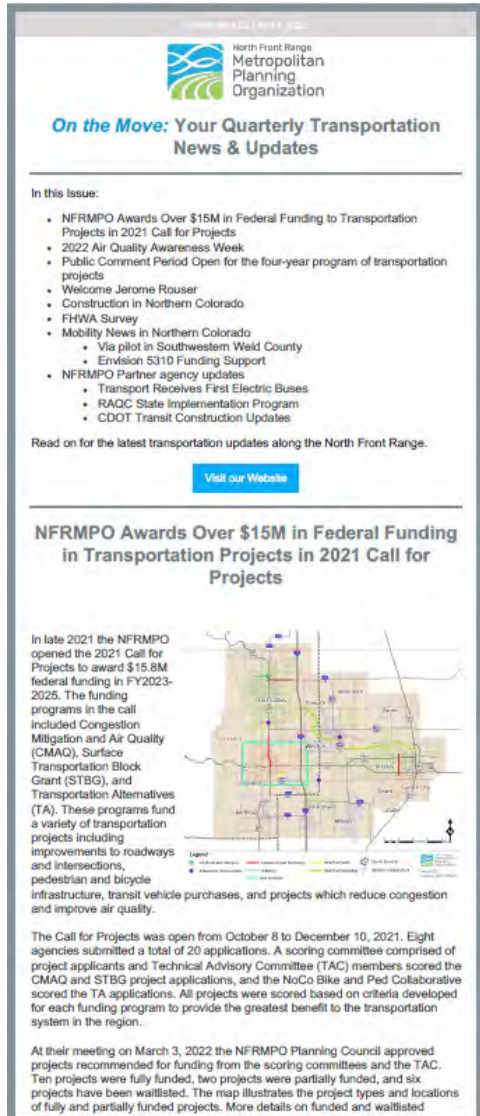 North Front Range
Metropolitan
Planning
Organization
On the Move: Your Quarterly Transportation
News & Updates
In this Issue:
• NFRMPO Awards Over $15M in Federal Funding to Transportation
Projects in 2021 Call for Projects
• 2022 Air Quality Awareness Week
• Public Comment Period Open for the four-year program of transportation
projects
• Welcome Jerome Rouser
• Construction in Northern Colorado
• FHWA Survey
• Mobility News in Northern Colorado
• Via pilot in Southwestern Weld County
• Envision 5310 Funding Support
• NFRMPO Partner agency updates
• Transport Receives First Electric Buses
• RAQC State Implementation Program
• CDOT Transit Construction Updates
Read on for the latest transportation updates along the North Front Range.
Visit our Website
NFRMPO Awards Over $15M in Federal Funding
in Transportation Projects in 2021 Call for
Projects
In late 2021 the NFRMPO
opened the 2021 Call for
Projects to award $15.8M
federal funding in FY2023-
2025. The funding
programs in the call
included Congestion
Mitigation and Air Quality
(CMAQ), Surface
Transportation Block
Grant (STBG), and
Transportation Alternatives
(TA). These programs fund
a variety of transportation
projects including
improvements to roadways
and intersections,
pedestrian and bicycle
Legend
infrastructure, transit vehicle purchases, and projects which reduce congestion
and improve air quality.
The Call for Projects was open from October 8 to December 10, 2021. Eight
agencies submitted a total of 20 applications. A scoring committee comprised of
project applicants and Technical Advisory Committee (TAC) members scored the
CMAQ and STBG project applications, and the NoCo Bike and Ped Collaborative
scored the TA applications. All projects were scored based on criteria developed
for each funding program to provide the greatest benefit to the transportation
system in the region.
At their meeting on March 3, 2022 the NFRMPO Planning Council approved
projects recommended for funding from the scoring committees and the TAC.
Ten projects were fully funded, two projects were partially funded, and six
projects have been waitlisted. The map illustrates the project types and locations
of fully and partially funded projects. More details on funded and waitlisted